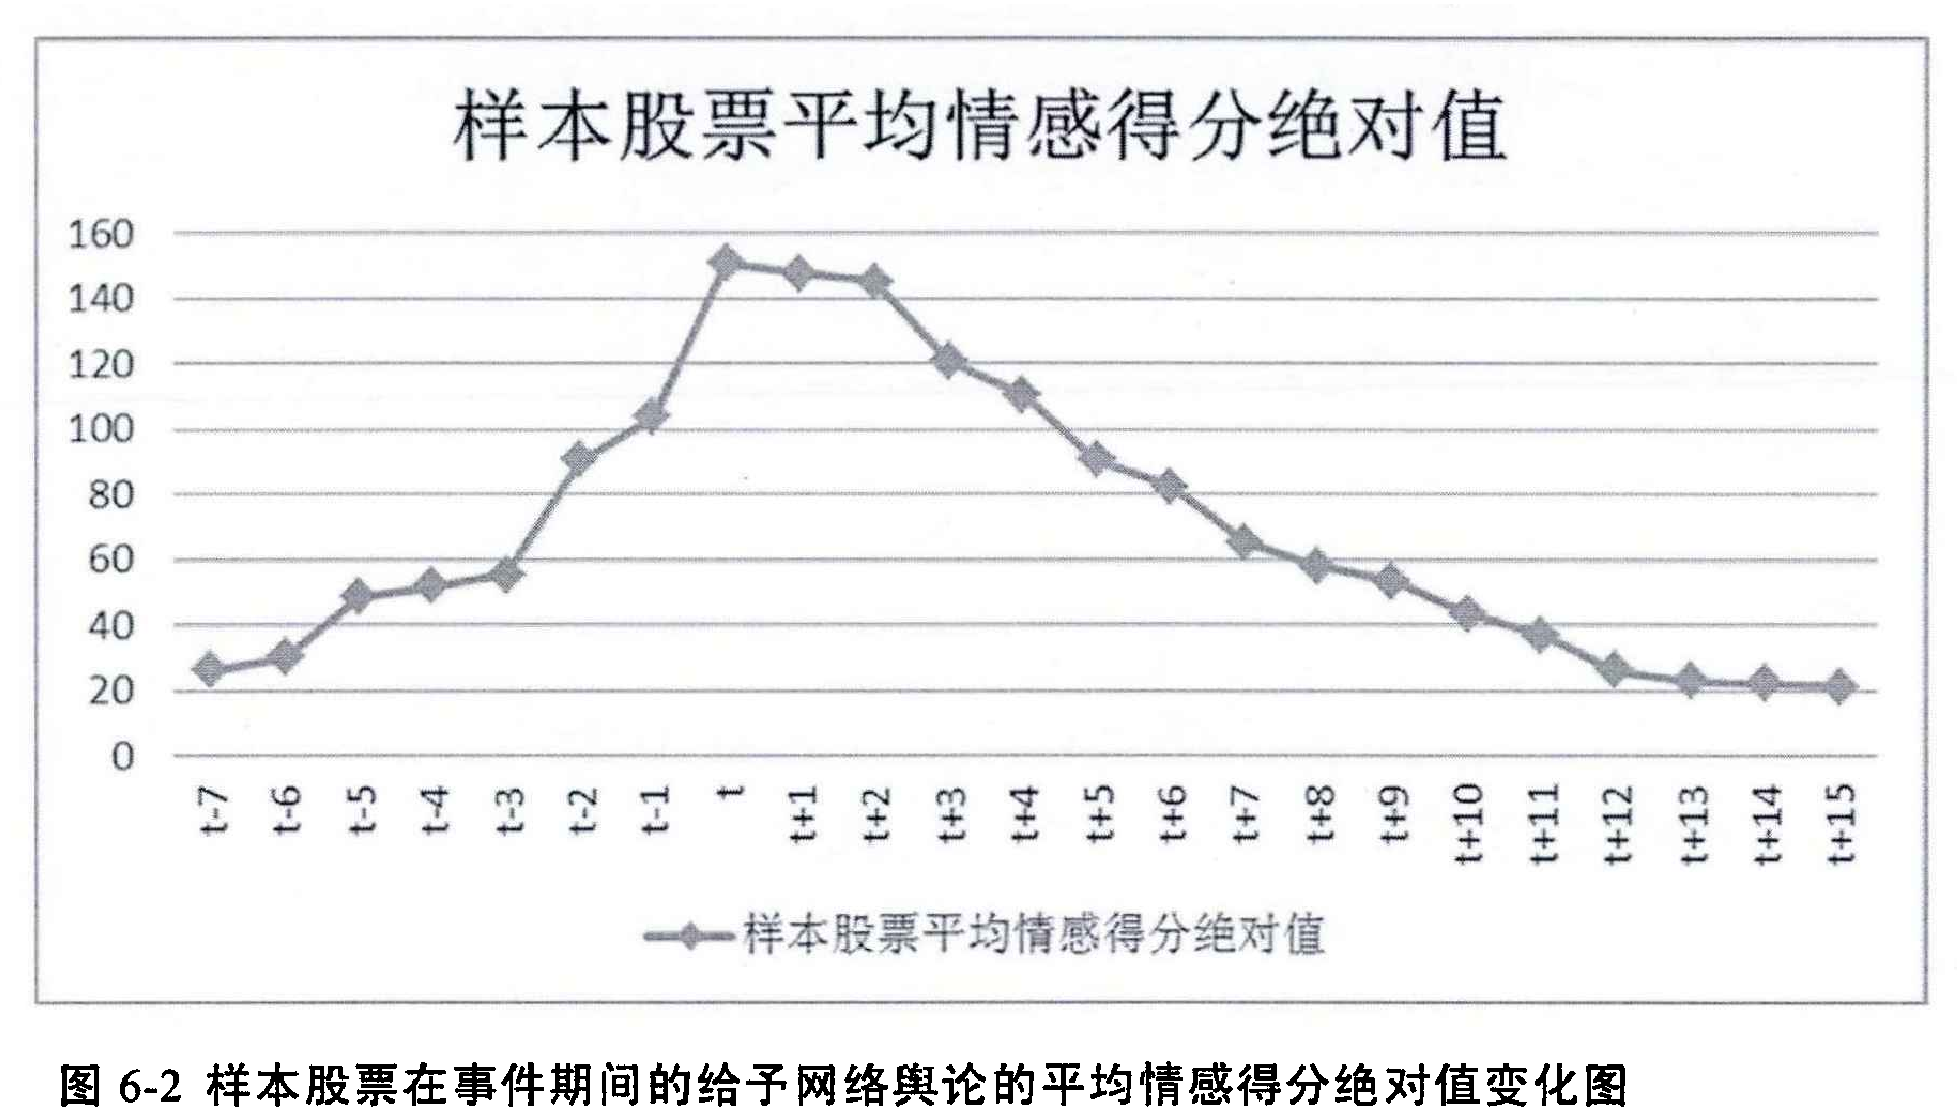 样本股票平均情感得分绝对值
160
140
120
100
80
60
40
20
0
t-7
t-6
t-5
t-4
t-3
t-2
t-1
t
t+1
t+2
t+3
t+4
t+5
t+6
t+7
t+8
t+9
t+10
t+11
t+12
t+13
t+14
t+15
样本股票平均情感得分绝对值
图 6-2 样本股票在事件期间的给予网络舆论的平均情感得分绝对值变化图